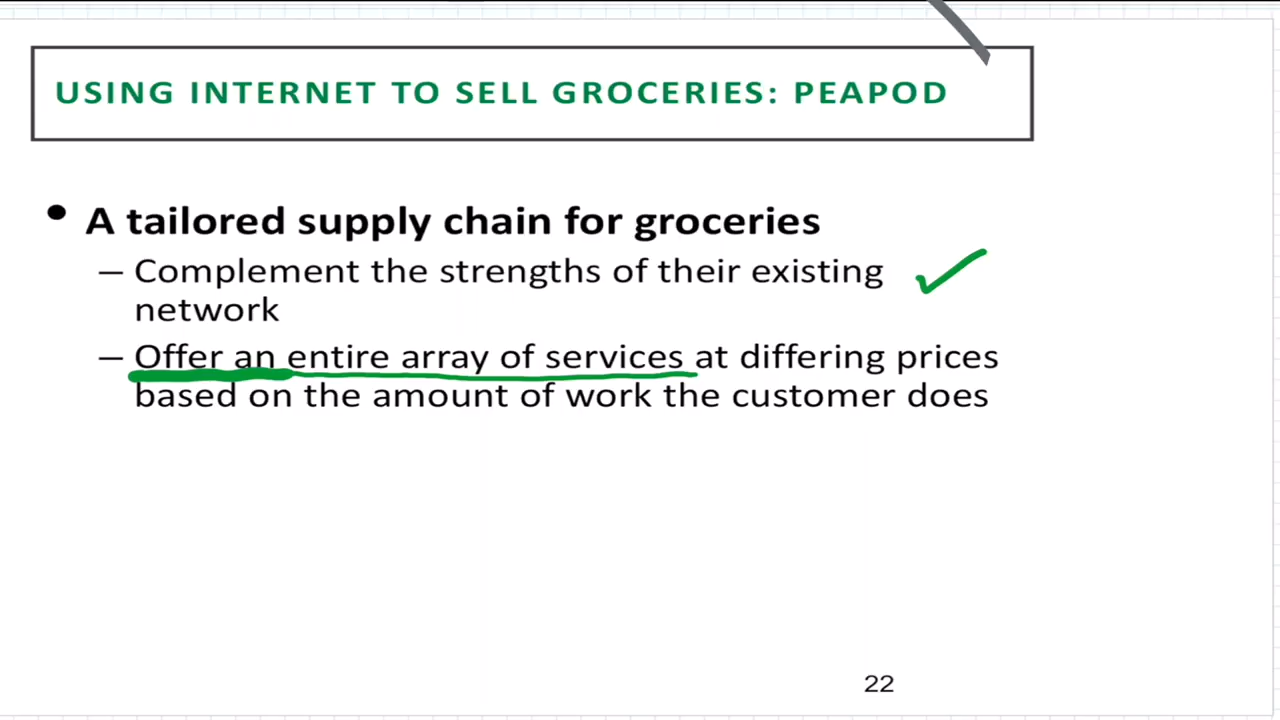 USING INTERNET TO SELL GROCERIES: PEAPOD
• A tailored supply chain for groceries
– Complement the strengths of their existing
network
– Offer an entire array of services at differing prices
based on the amount of work the customer does
22